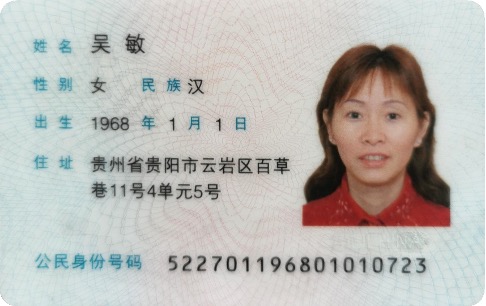 姓名 吴敏
性别 女 民族 汉
出生 1968 年 1 月 1 日
住址 贵州省贵阳市云岩区百草
巷11号4单元5号
公民身份号码 522701196801010723